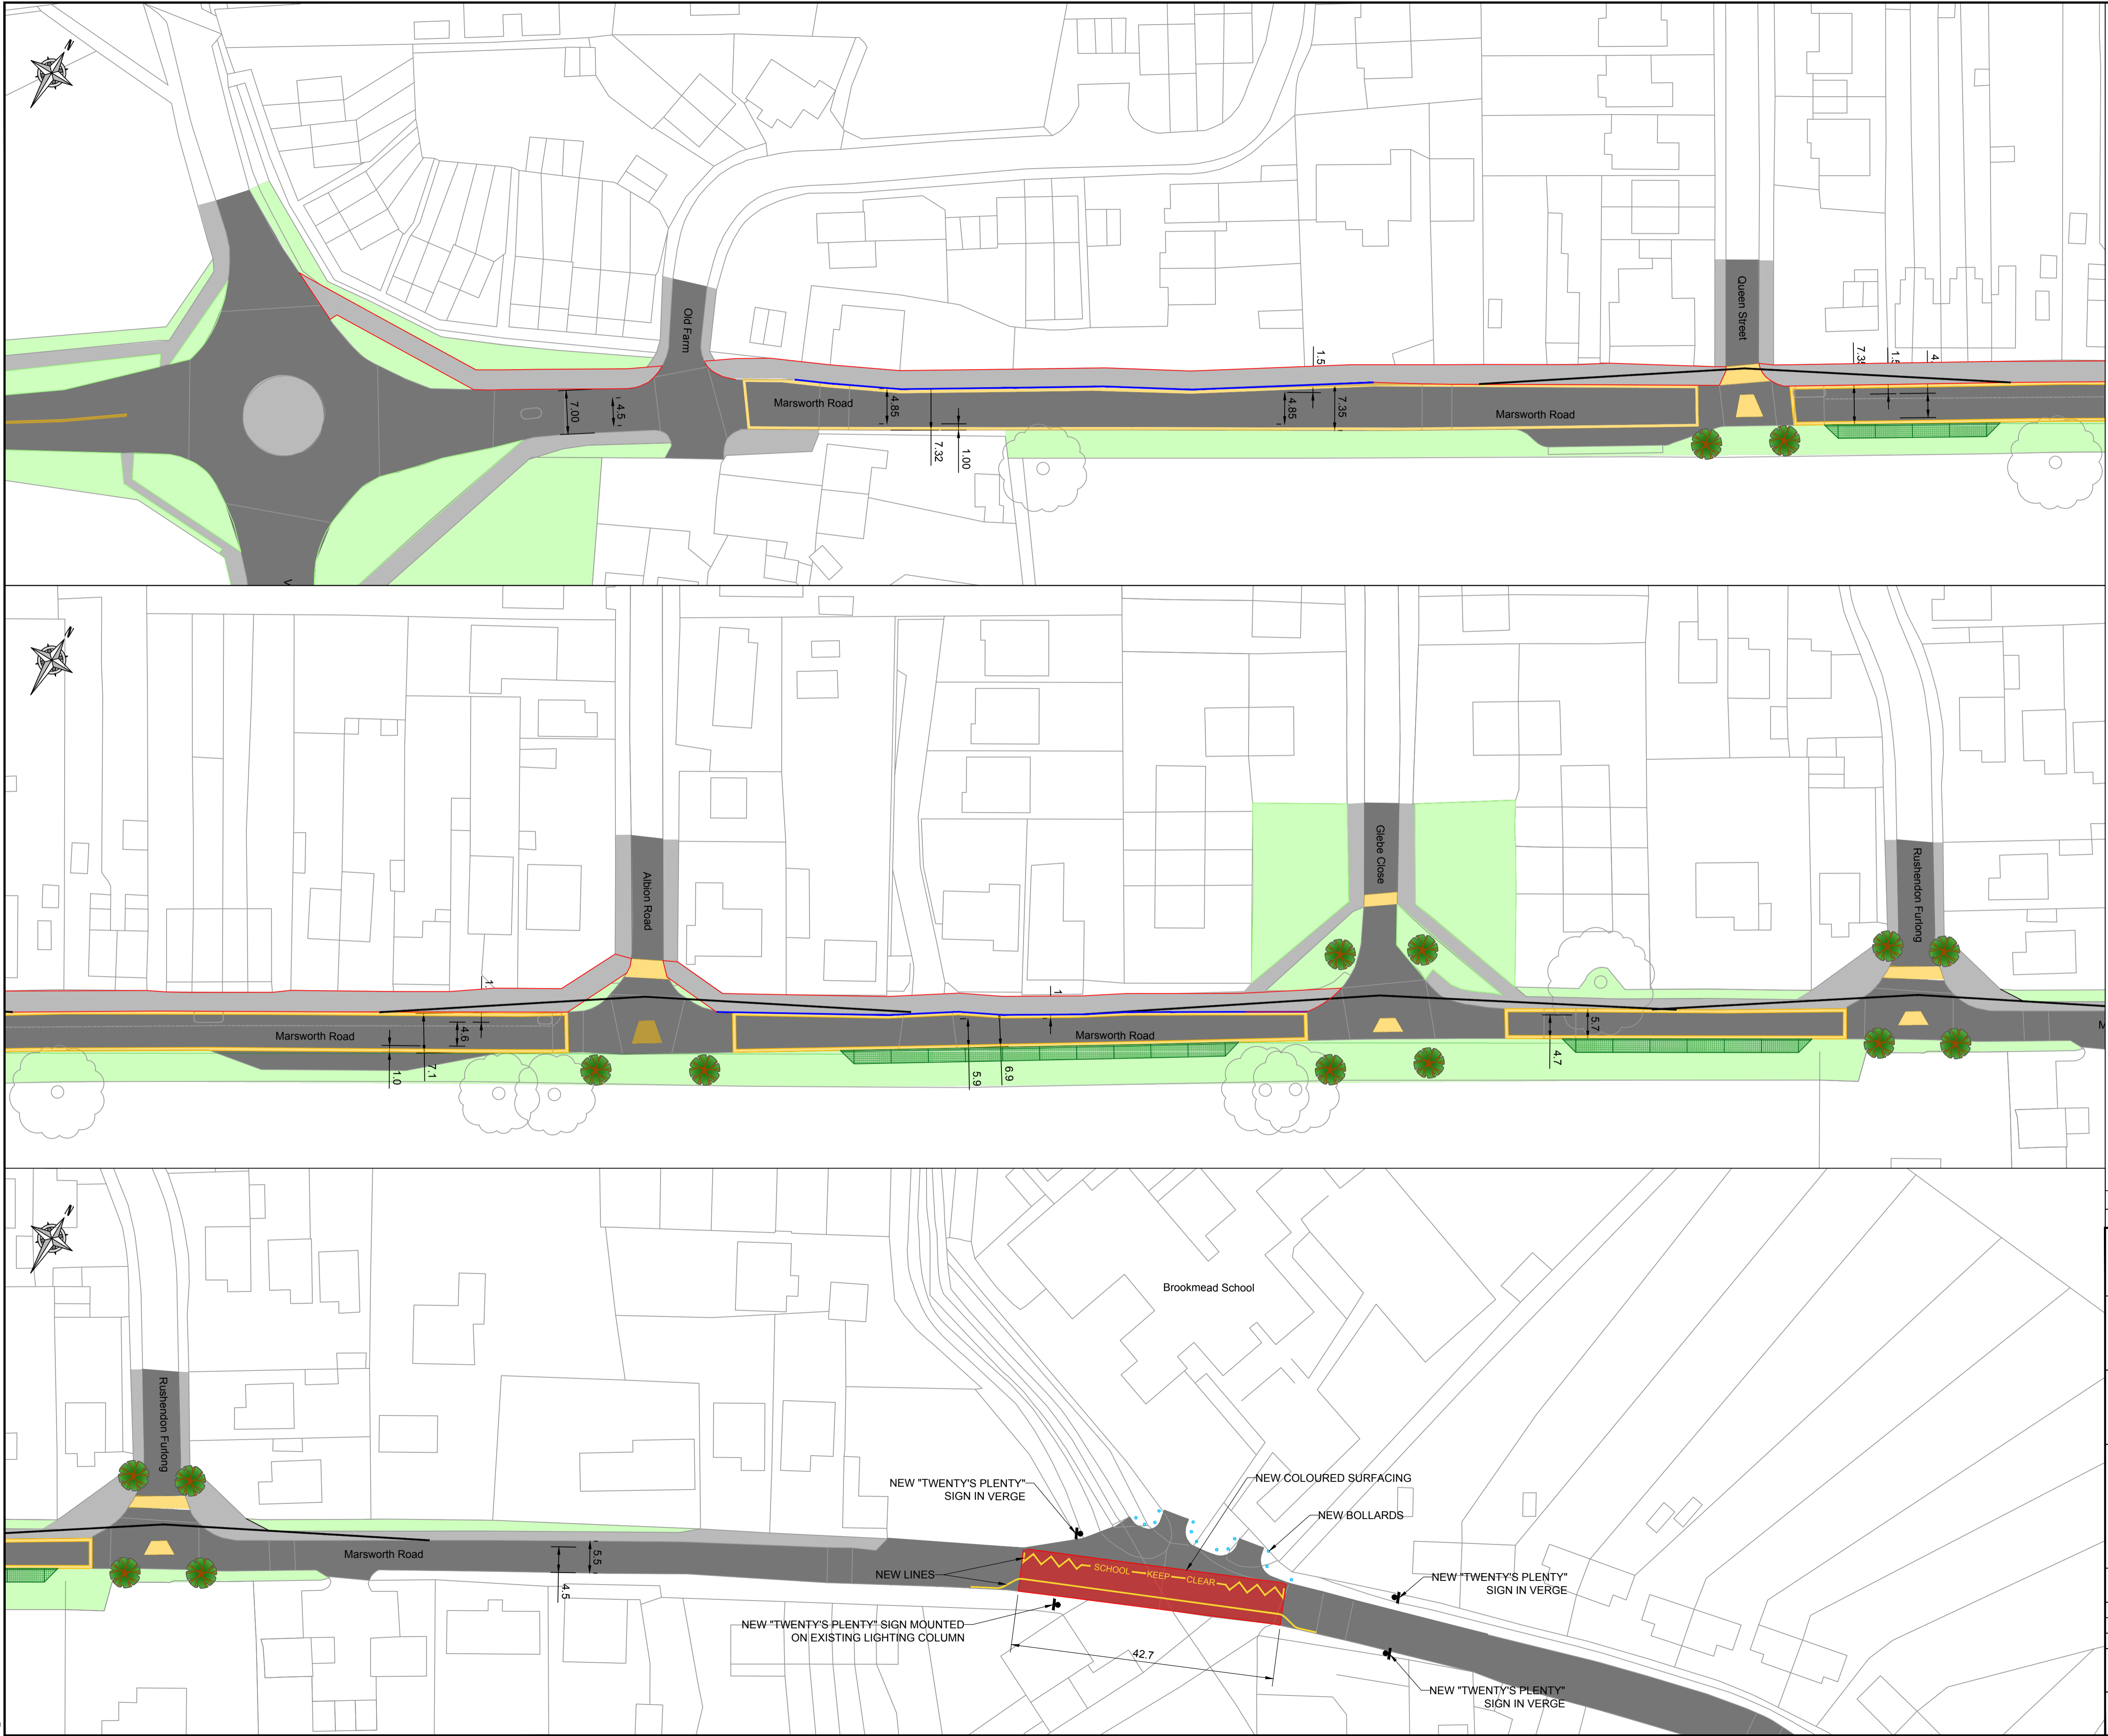 N
Old Farm
Queen Street
1.5
7.00
4.5
Marsworth Road
4.85
7.32
1.00
4.85
7.35
Marsworth Road
N
Albion Road
Glebe Close
Rushendon Furlong
Marsworth Road
4.6
1.0
7.1
Marsworth Road
5.9
6.9
4.7
5.7
M
N
Brookmead School
Rushendon Furlong
NEW "TWENTY'S PLENTY"
SIGN IN VERGE
NEW COLOURED SURFACING
NEW BOLLARDS
Marsworth Road
5.5
4.5
NEW LINES
SCHOOL KEEP CLEAR
NEW "TWENTY'S PLENTY"
SIGN IN VERGE
NEW "TWENTY'S PLENTY" SIGN MOUNTED
ON EXISTING LIGHTING COLUMN
42.7
NEW "TWENTY'S PLENTY"
SIGN IN VERGE